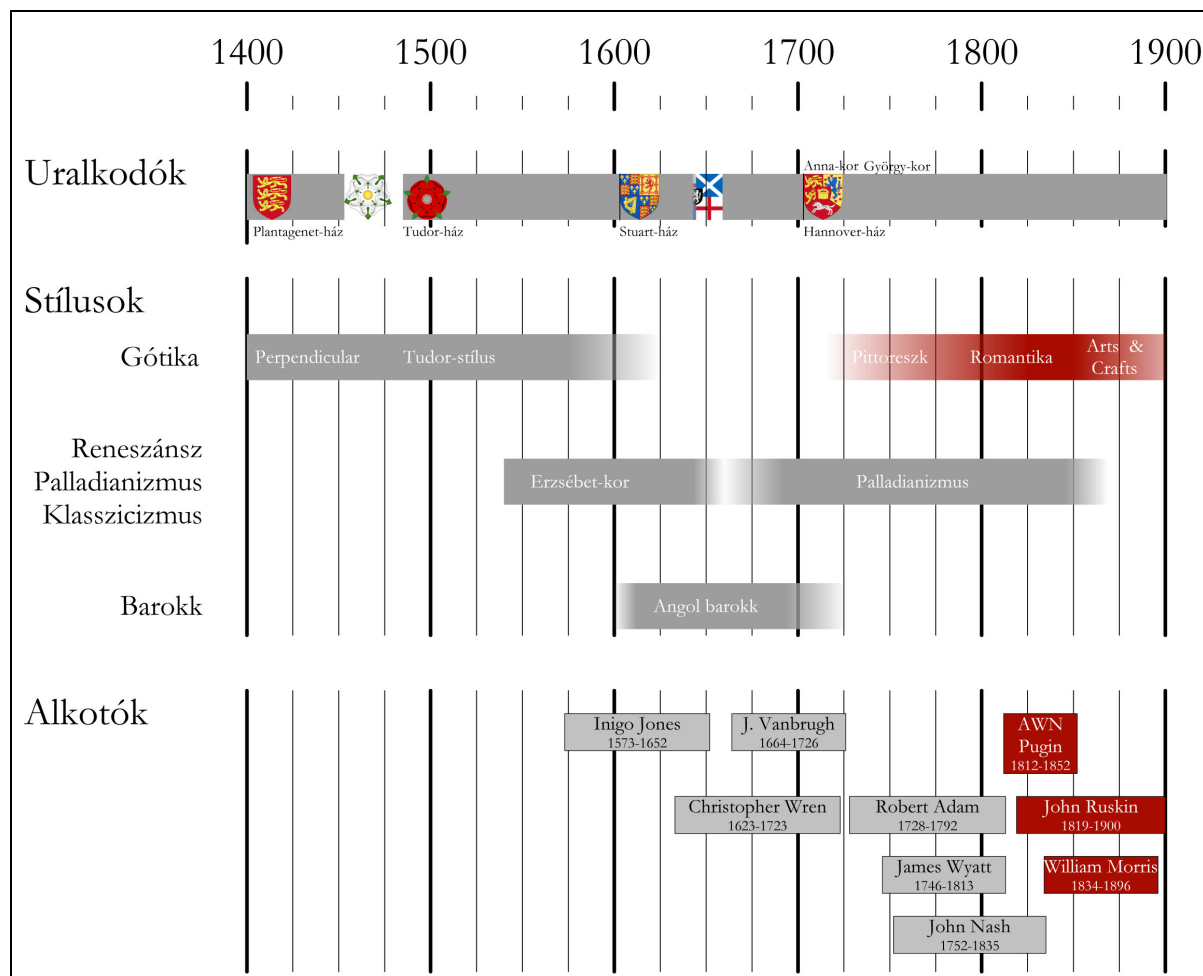 1400 1500 1600 1700 1800 1900
Uralkodók
Anna-kor György-kor
Plantagenet-ház Tudor-ház Stuart-ház Hannover-ház
Stílusok
Gótika
Perpendicular Tudor-stílus
Pittoreszk Romantika
Arts &
Crafts
Reneszánsz
Palladianizmus
Klasszicizmus
Erzsébet-kor Palladianizmus
Barokk
Angol barokk
Alkotók
Inigo Jones
1573-1652
J. Vanbrugh
1664-1726
AWN
Pugin
1812-1852
Christopher Wren
1623-1723
Robert Adam
1728-1792
John Ruskin
1819-1900
James Wyatt
1746-1813
William Morris
1834-1896
John Nash
1752-1835